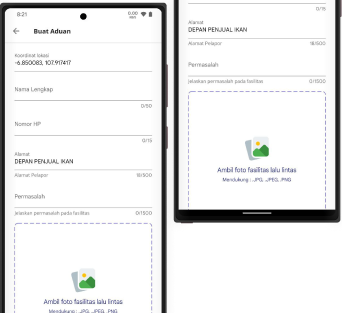 8:21
Buat Aduan
Koordinat lokasi
-6.850083, 107.917417
Nama Lengkap
0/50
Nomor HP
0/15
Alamat
DEPAN PENJUAL IKAN
Alamat Pelapor
18/500
Permasalah
jelaskan permasalah pada fasilitas
0/1500
Ambil foto fasilitas lalu lintas
Mendukung : .JPG, .JPEG, .PNG
0/15
Alamat
DEPAN PENJUAL IKAN
Alamat Pelapor
18/500
Permasalah
jelaskan permasalah pada fasilitas
0/1500
Ambil foto fasilitas lalu lintas
Mendukung : .JPG, .JPEG, .PNG